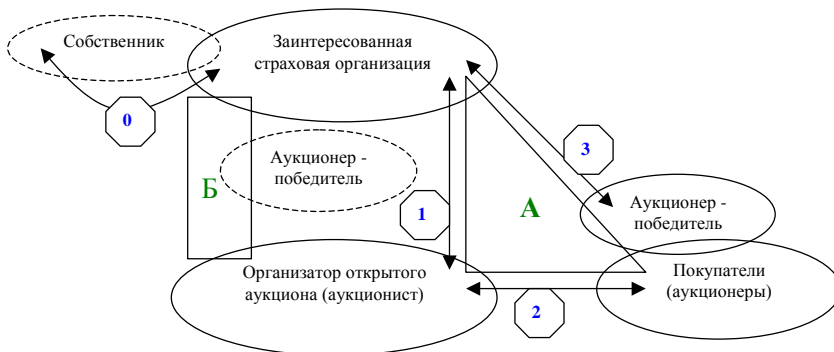 Собственник
Заинтересованная
страховая организация
0
3
Аукционер -
победитель
Б
А
1
Аукционер -
победитель
Организатор открытого
аукциона (аукционист)
Покупатели
(аукционеры)
2